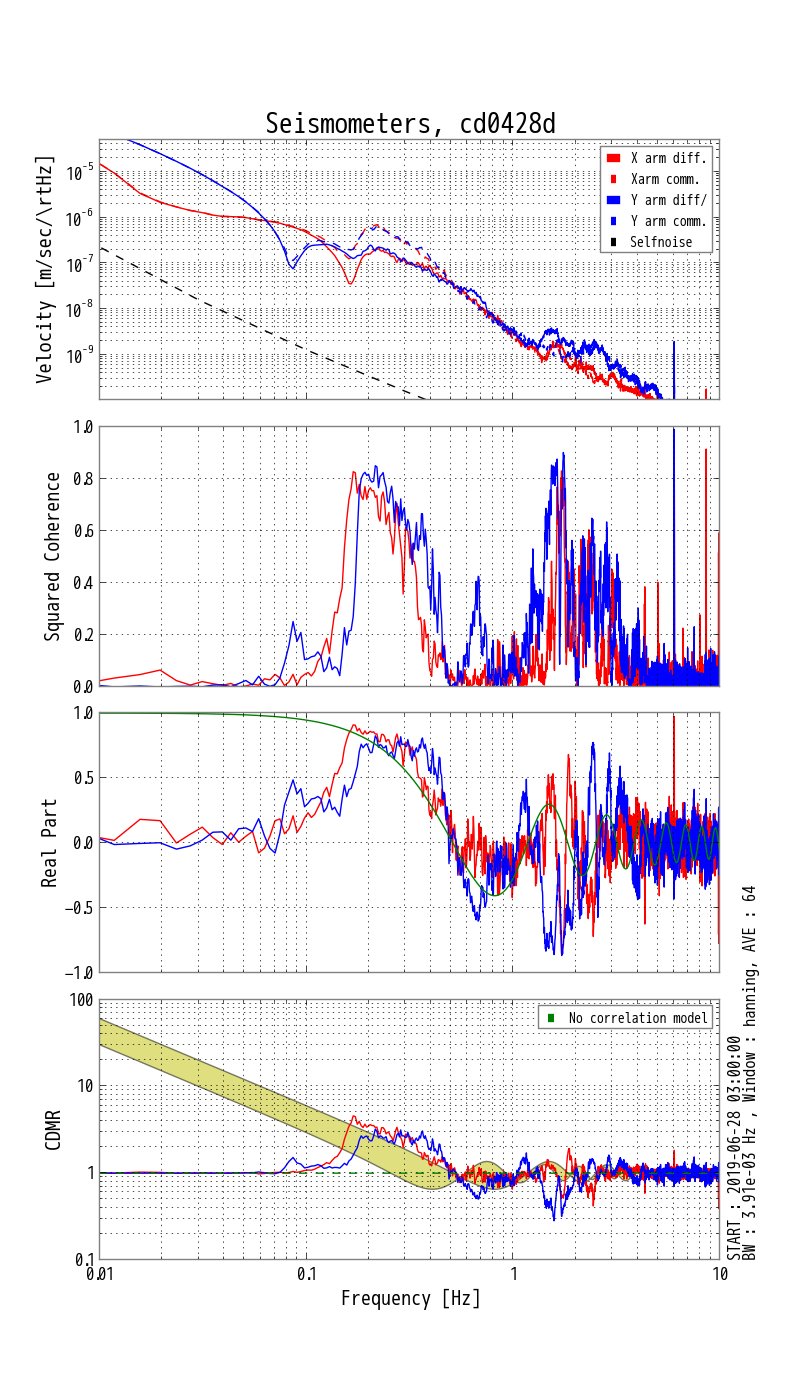 Seismometers, cd0428d
Velocity [m/sec/\rtHz]
10^-5
10^-6
10^-7
10^-8
10^-9
X arm diff.
Xarm comm.
Y arm diff/
Y arm comm.
Selfnoise
Squared Coherence
1.0
0.8
0.6
0.4
0.2
0.0
Real Part
1.0
0.5
0.0
−0.5
−1.0
CDMR
100
10
1
0.1
No correlation model
0.01
0.1
1
10
Frequency [Hz]
START : 2019-06-28 03:00:00
BW : 3.91e-03 Hz , Window : hanning, AVE : 64